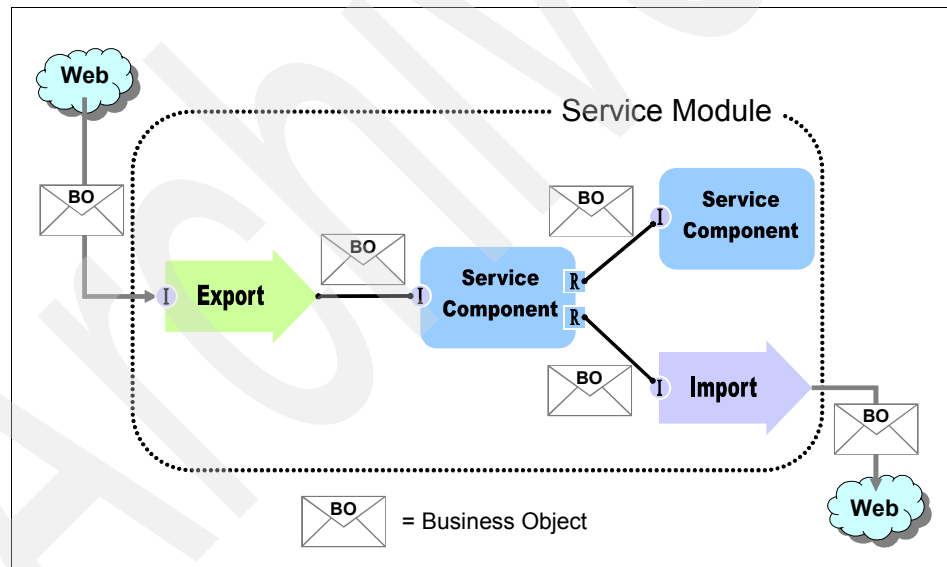 Web
Service Module
BO
BO
BO
Service
Component
I
I
Export
I
Service
Component
R
R
BO
I
Import
BO
Web
BO
= Business Object